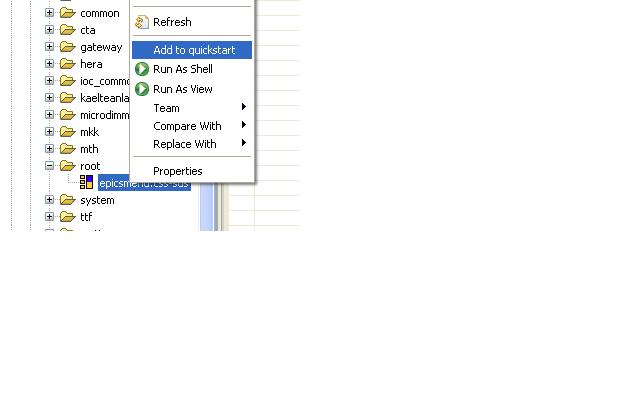 common
cta
gateway
hera
ioc_commo
kaelteanla
microdimm
mkk
mth
root
epicsmenu.css-sds
system
ttf
Refresh
Add to quickstart
Run As Shell
Run As View
Team
Compare With
Replace With
Properties